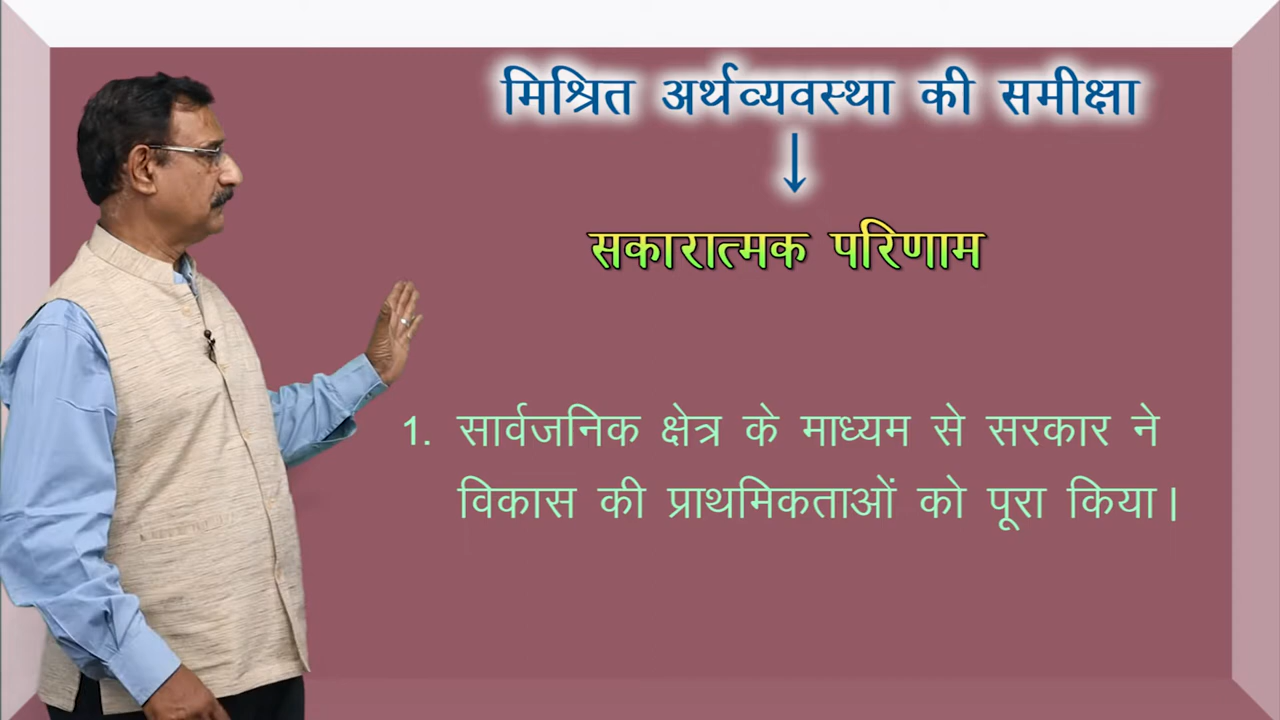 मिश्रित अर्थव्यवस्था की समीक्षा
↓
सकारात्मक परिणाम
1. सार्वजनिक क्षेत्र के माध्यम से सरकार ने
विकास की प्राथमिकताओं को पूरा किया।